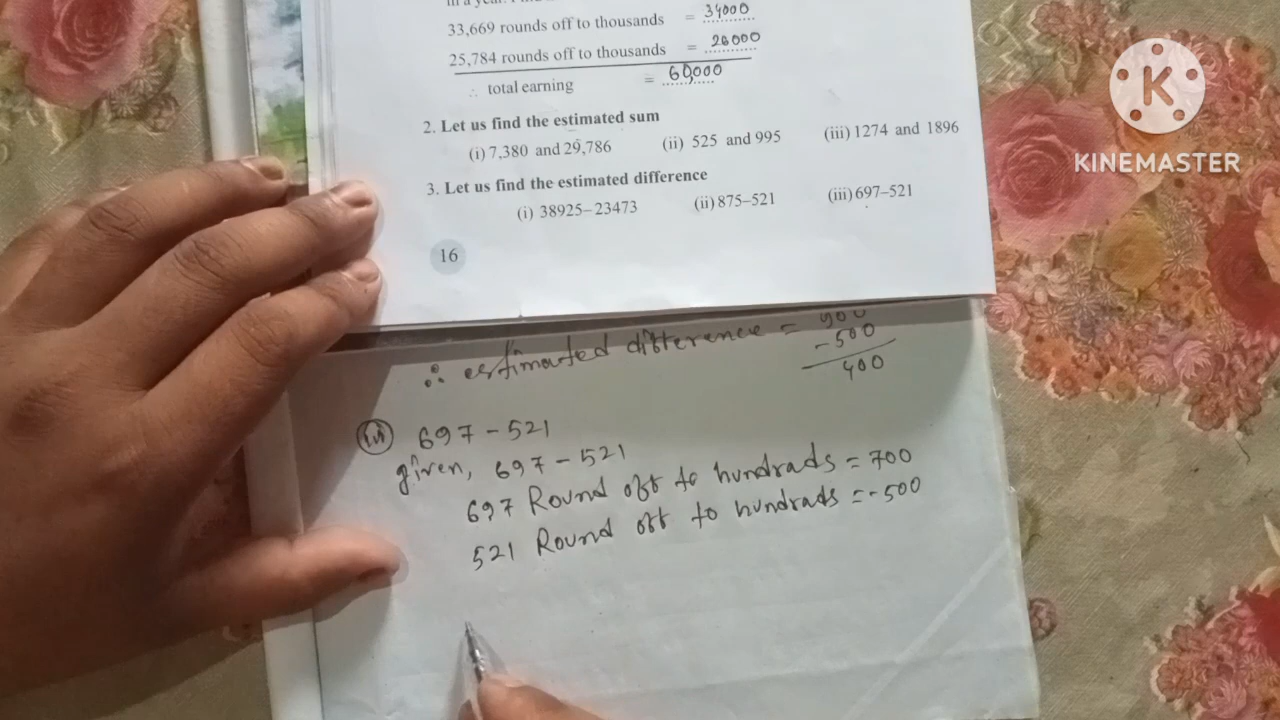 33,669 rounds off to thousands = 34000
25,784 rounds off to thousands = 26000
∴ total earning = 60,000
2. Let us find the estimated sum
(i) 7,380 and 29,786 (ii) 525 and 995 (iii) 1274 and 1896
3. Let us find the estimated difference
(i) 38925–23473 (ii) 875–521 (iii) 697–521
16
KINEMASTER
∴ estimated difference = 900
- 500
400
(iii) 697 - 521
given, 697 - 521
697 Round off to hundrads = 700
521 Round off to hundrads = - 500